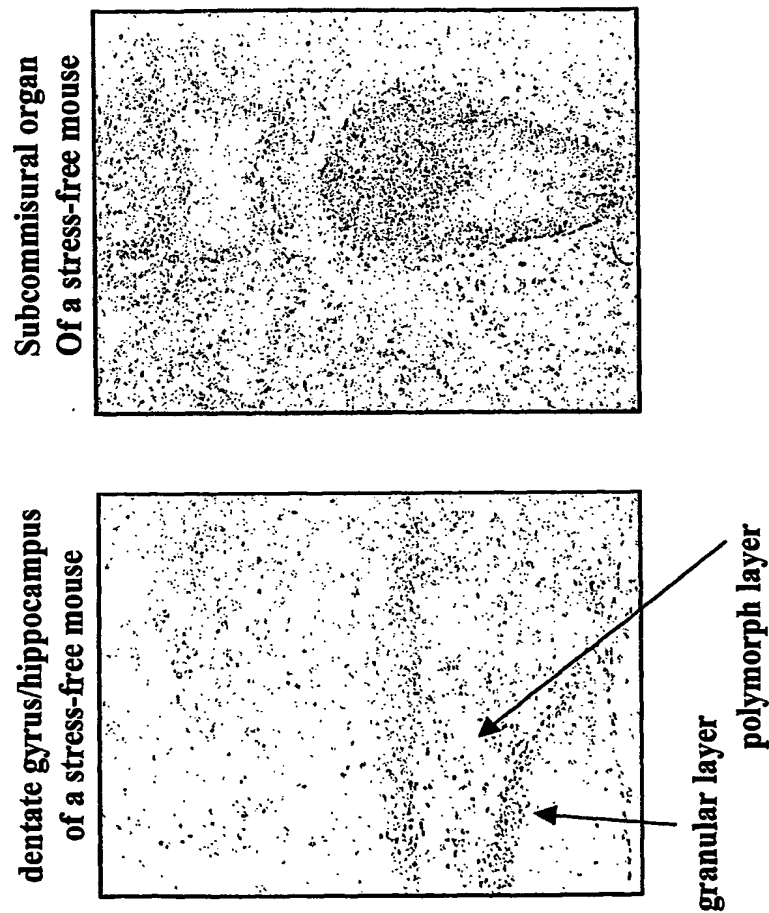 Subcommisural organ
Of a stress-free mouse
dentate gyrus/hippocampus
of a stress-free mouse
granular layer
polymorph layer